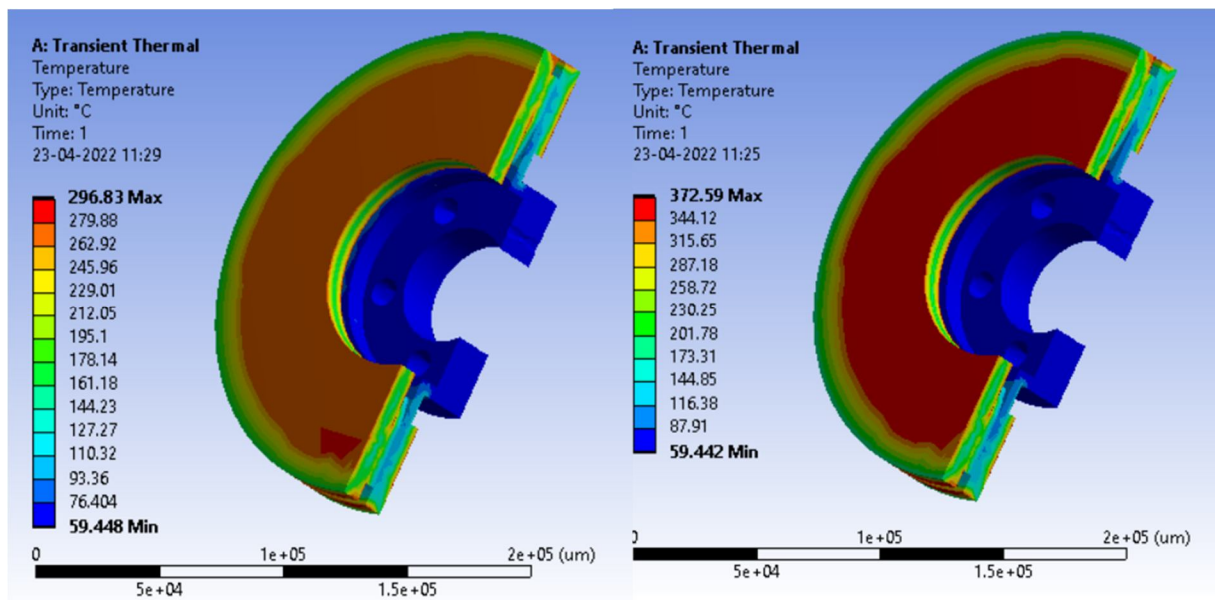 A: Transient Thermal
Temperature
Type: Temperature
Unit: °C
Time: 1
23-04-2022 11:29
296.83 Max
279.88
262.92
245.96
229.01
212.05
195.1
178.14
161.18
144.23
127.27
110.32
93.36
76.404
59.448 Min
0
1e+05
2e+05 (um)
5e+04
1.5e+05
A: Transient Thermal
Temperature
Type: Temperature
Unit: °C
Time: 1
23-04-2022 11:25
372.59 Max
344.12
315.65
287.18
258.72
230.25
201.78
173.31
144.85
116.38
87.91
59.442 Min
0
1e+05
2e+05 (um)
5e+04
1.5e+05